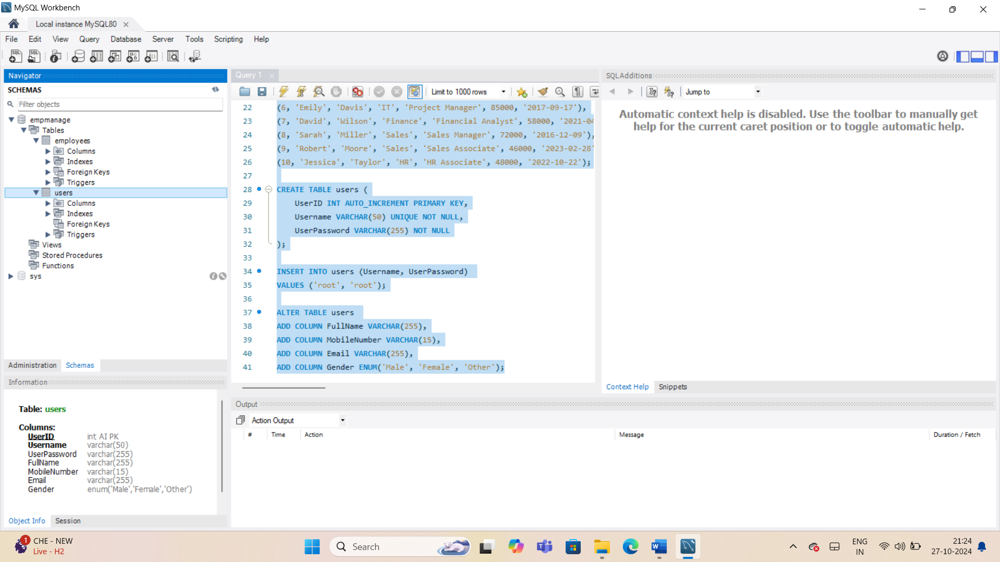 MySQL Workbench
Local instance MySQL80
File Edit View Query Database Server Tools Scripting Help
Navigator
SCHEMAS
Filter objects
empmanage
Tables
employees
Columns
Indexes
Foreign Keys
Triggers
users
Columns
Indexes
Foreign Keys
Triggers
Views
Stored Procedures
Functions
sys
Administration Schemas
Information
Table: users
Columns:
UserID int AI PK
Username varchar(50)
UserPassword varchar(255)
FullName varchar(255)
MobileNumber varchar(15)
Email varchar(255)
Gender enum('Male','Female','Other')
Object Info Session
Query 1
Limit to 1000 rows
22 (6, 'Emily', 'Davis', 'IT', 'Project Manager', 85000, '2017-09-17'),
23 (7, 'David', 'Wilson', 'Finance', 'Financial Analyst', 58000, '2021-04
24 (8, 'Sarah', 'Miller', 'Sales', 'Sales Manager', 72000, '2016-12-09'),
25 (9, 'Robert', 'Moore', 'Sales', 'Sales Associate', 46000, '2023-02-28'
26 (10, 'Jessica', 'Taylor', 'HR', 'HR Associate', 48000, '2022-10-22');
27
28 CREATE TABLE users (
29 UserID INT AUTO_INCREMENT PRIMARY KEY,
30 Username VARCHAR(50) UNIQUE NOT NULL,
31 UserPassword VARCHAR(255) NOT NULL
32 );
33
34 INSERT INTO users (Username, UserPassword)
35 VALUES ('root', 'root');
36
37 ALTER TABLE users
38 ADD COLUMN FullName VARCHAR(255),
39 ADD COLUMN MobileNumber VARCHAR(15),
40 ADD COLUMN Email VARCHAR(255),
41 ADD COLUMN Gender ENUM('Male', 'Female', 'Other');
SQLAdditions
Jump to
Automatic context help is disabled. Use the toolbar to manually get
help for the current caret position or to toggle automatic help.
Context Help Snippets
Output
Action Output
# Time Action Message Duration / Fetch
1
CHE - NEW
Live - H2
Search
ENG
IN
21:24
27-10-2024